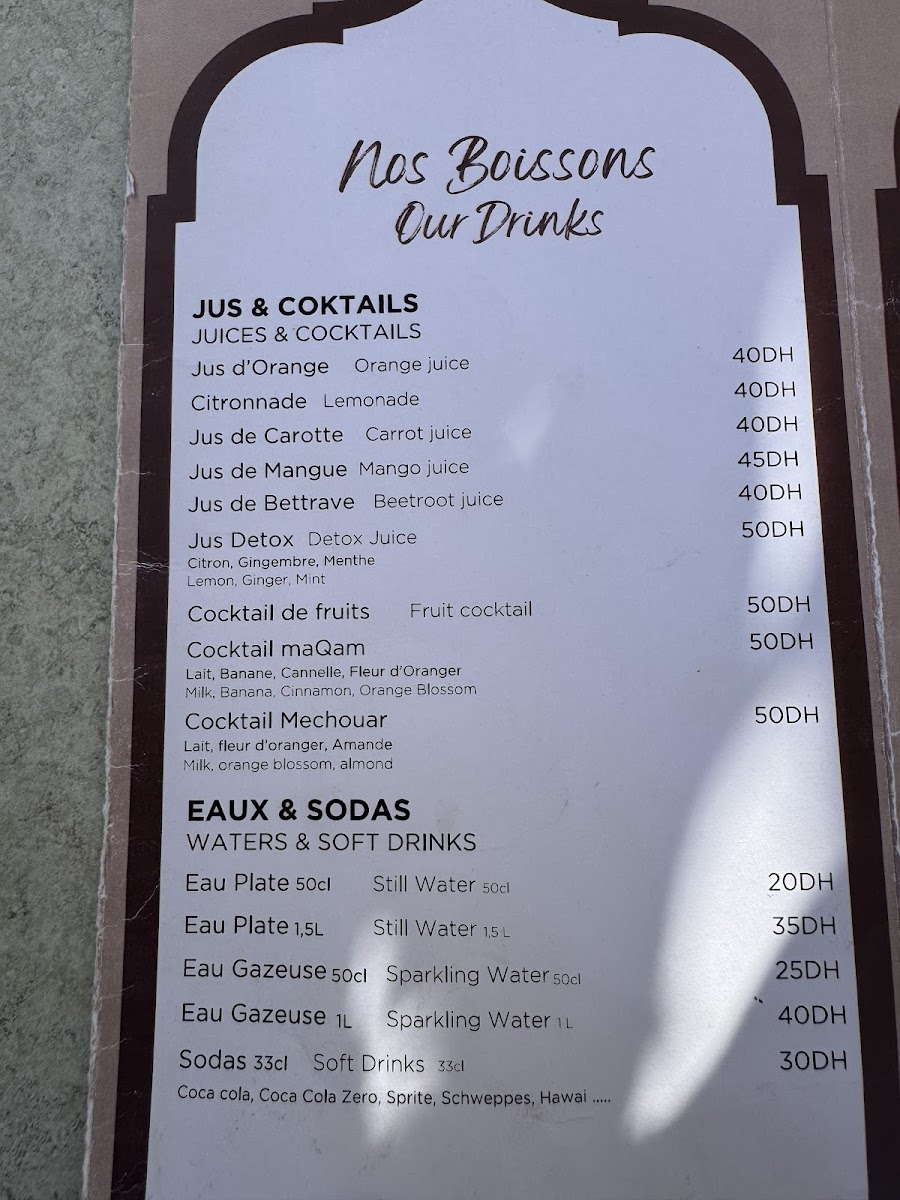 Nos Boissons
Our Drinks
JUS & COKTAILS
JUICES & COCKTAILS
Jus d'Orange Orange juice 40DH
Citronnade Lemonade 40DH
Jus de Carotte Carrot juice 40DH
Jus de Mangue Mango juice 45DH
Jus de Bettrave Beetroot juice 40DH
Jus Detox Detox Juice 50DH
Citron, Gingembre, Menthe
Lemon, Ginger, Mint
Cocktail de fruits Fruit cocktail 50DH
Cocktail maQam 50DH
Lait, Banane, Cannelle, Fleur d'Oranger
Milk, Banana, Cinnamon, Orange Blossom
Cocktail Mechouar 50DH
Lait, fleur d'oranger, Amande
Milk, orange blossom, almond
EAUX & SODAS
WATERS & SOFT DRINKS
Eau Plate 50cl Still Water 50cl 20DH
Eau Plate 1,5L Still Water 1,5 L 35DH
Eau Gazeuse 50cl Sparkling Water 50cl 25DH
Eau Gazeuse 1L Sparkling Water 1 L 40DH
Sodas 33cl Soft Drinks 33cl 30DH
Coca cola, Coca Cola Zero, Sprite, Schweppes, Hawai .....